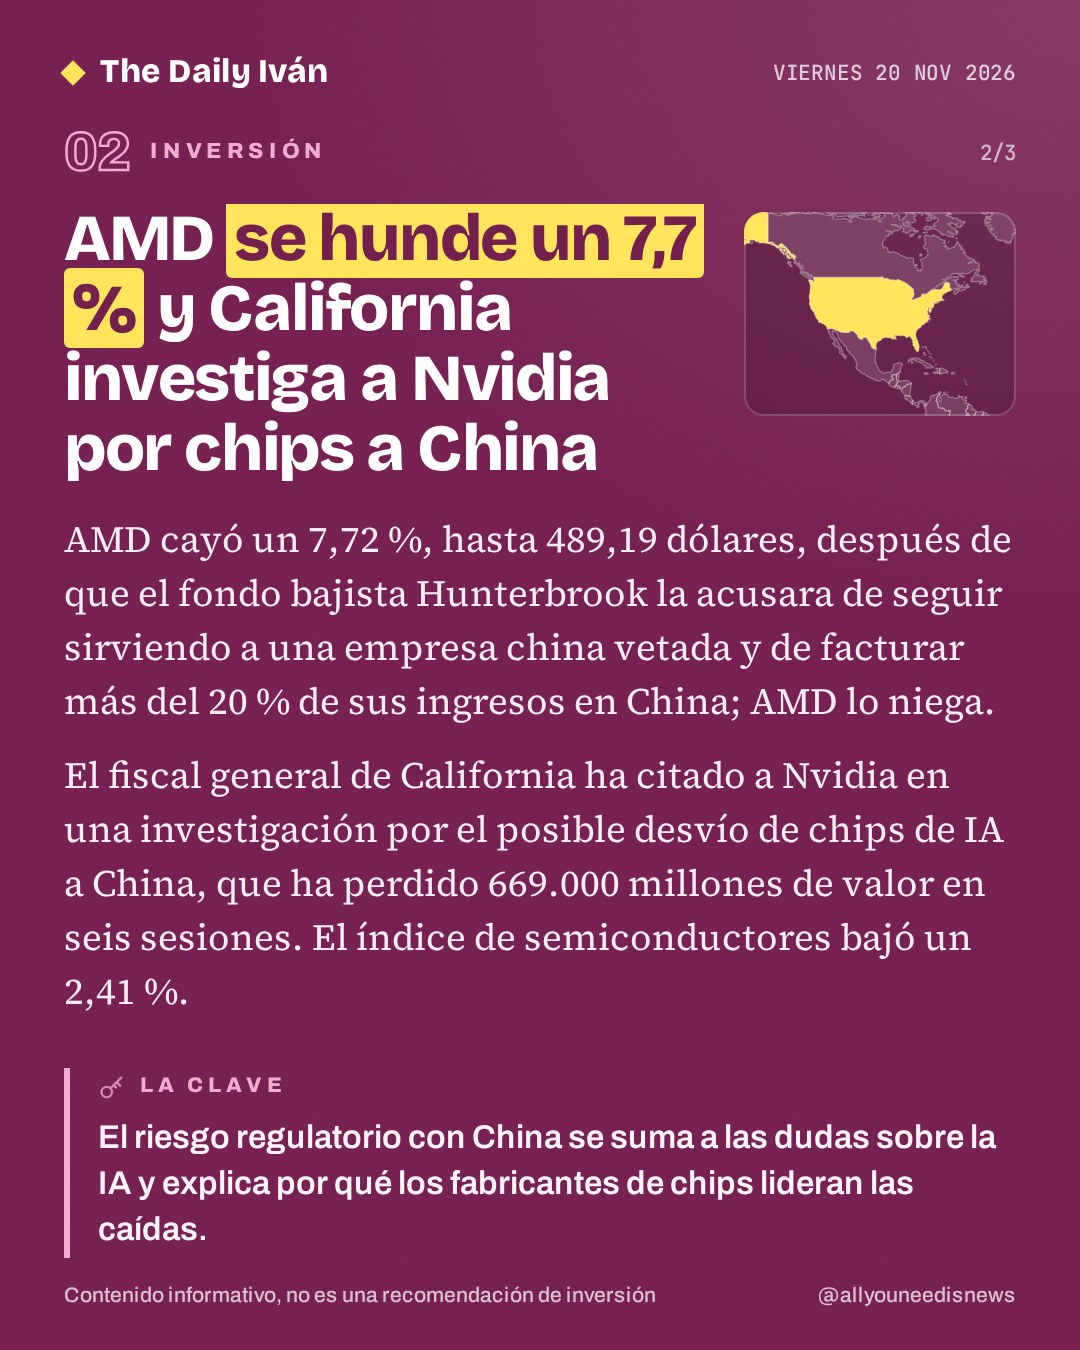 The Daily Iván
VIERNES 20 NOV 2026
02 INVERSIÓN
2/3
AMD se hunde un 7,7
% y California
investiga a Nvidia
por chips a China
AMD cayó un 7,72 %, hasta 489,19 dólares, después de
que el fondo bajista Hunterbrook la acusara de seguir
sirviendo a una empresa china vetada y de facturar
más del 20 % de sus ingresos en China; AMD lo niega.
El fiscal general de California ha citado a Nvidia en
una investigación por el posible desvío de chips de IA
a China, que ha perdido 669.000 millones de valor en
seis sesiones. El índice de semiconductores bajó un
2,41 %.
LA CLAVE
El riesgo regulatorio con China se suma a las dudas sobre la
IA y explica por qué los fabricantes de chips lideran las
caídas.
Contenido informativo, no es una recomendación de inversión
@allyouneedisnews